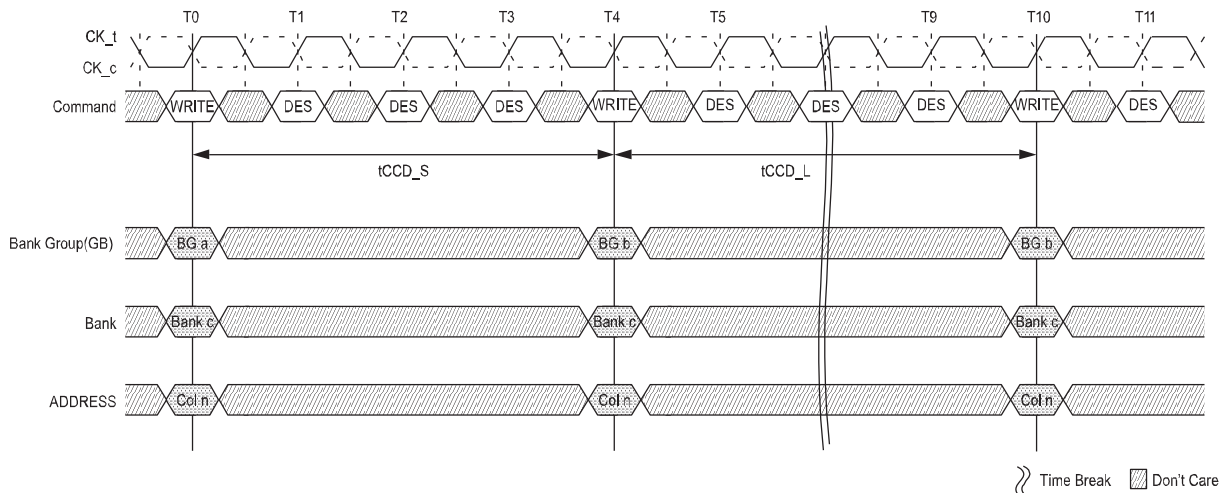 T0 T1 T2 T3 T4 T5 T9 T10 T11
CK_t
CK_c
Command WRITE DES DES DES WRITE DES DES DES WRITE DES
tCCD_S tCCD_L
Bank Group(GB) BG a BG b BG b
Bank Bank c Bank c Bank c
ADDRESS Col n Col n Col n
Time Break Don't Care